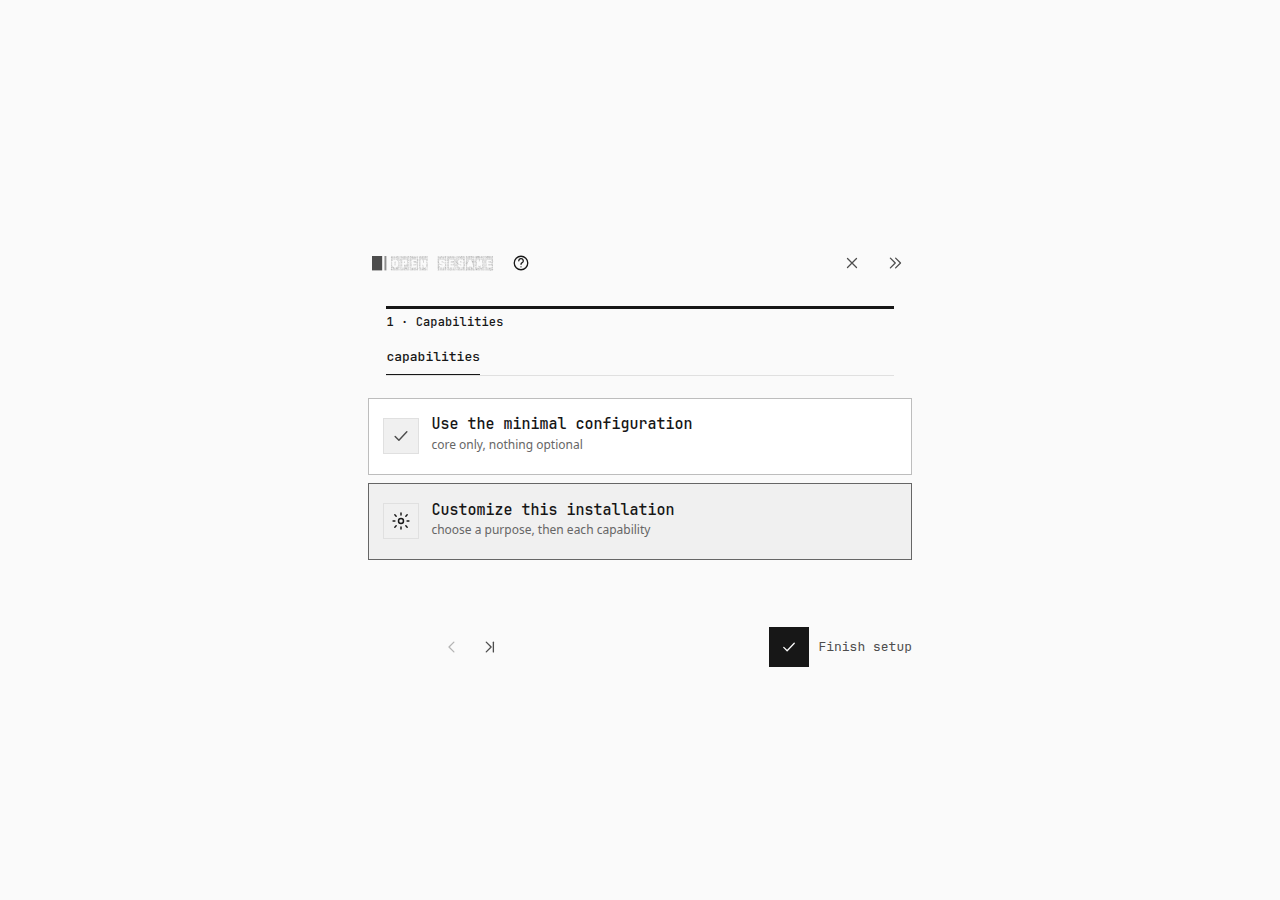 OPEN SESAME
1 · Capabilities
capabilities
Use the minimal configuration
core only, nothing optional
Customize this installation
choose a purpose, then each capability
Finish setup